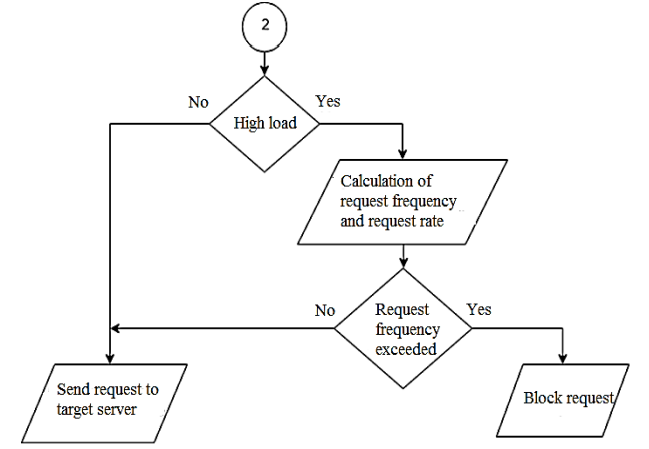 2
No
Yes
High load
Calculation of
request frequency
and request rate
No
Request
frequency
exceeded
Yes
Send request to
target server
Block request